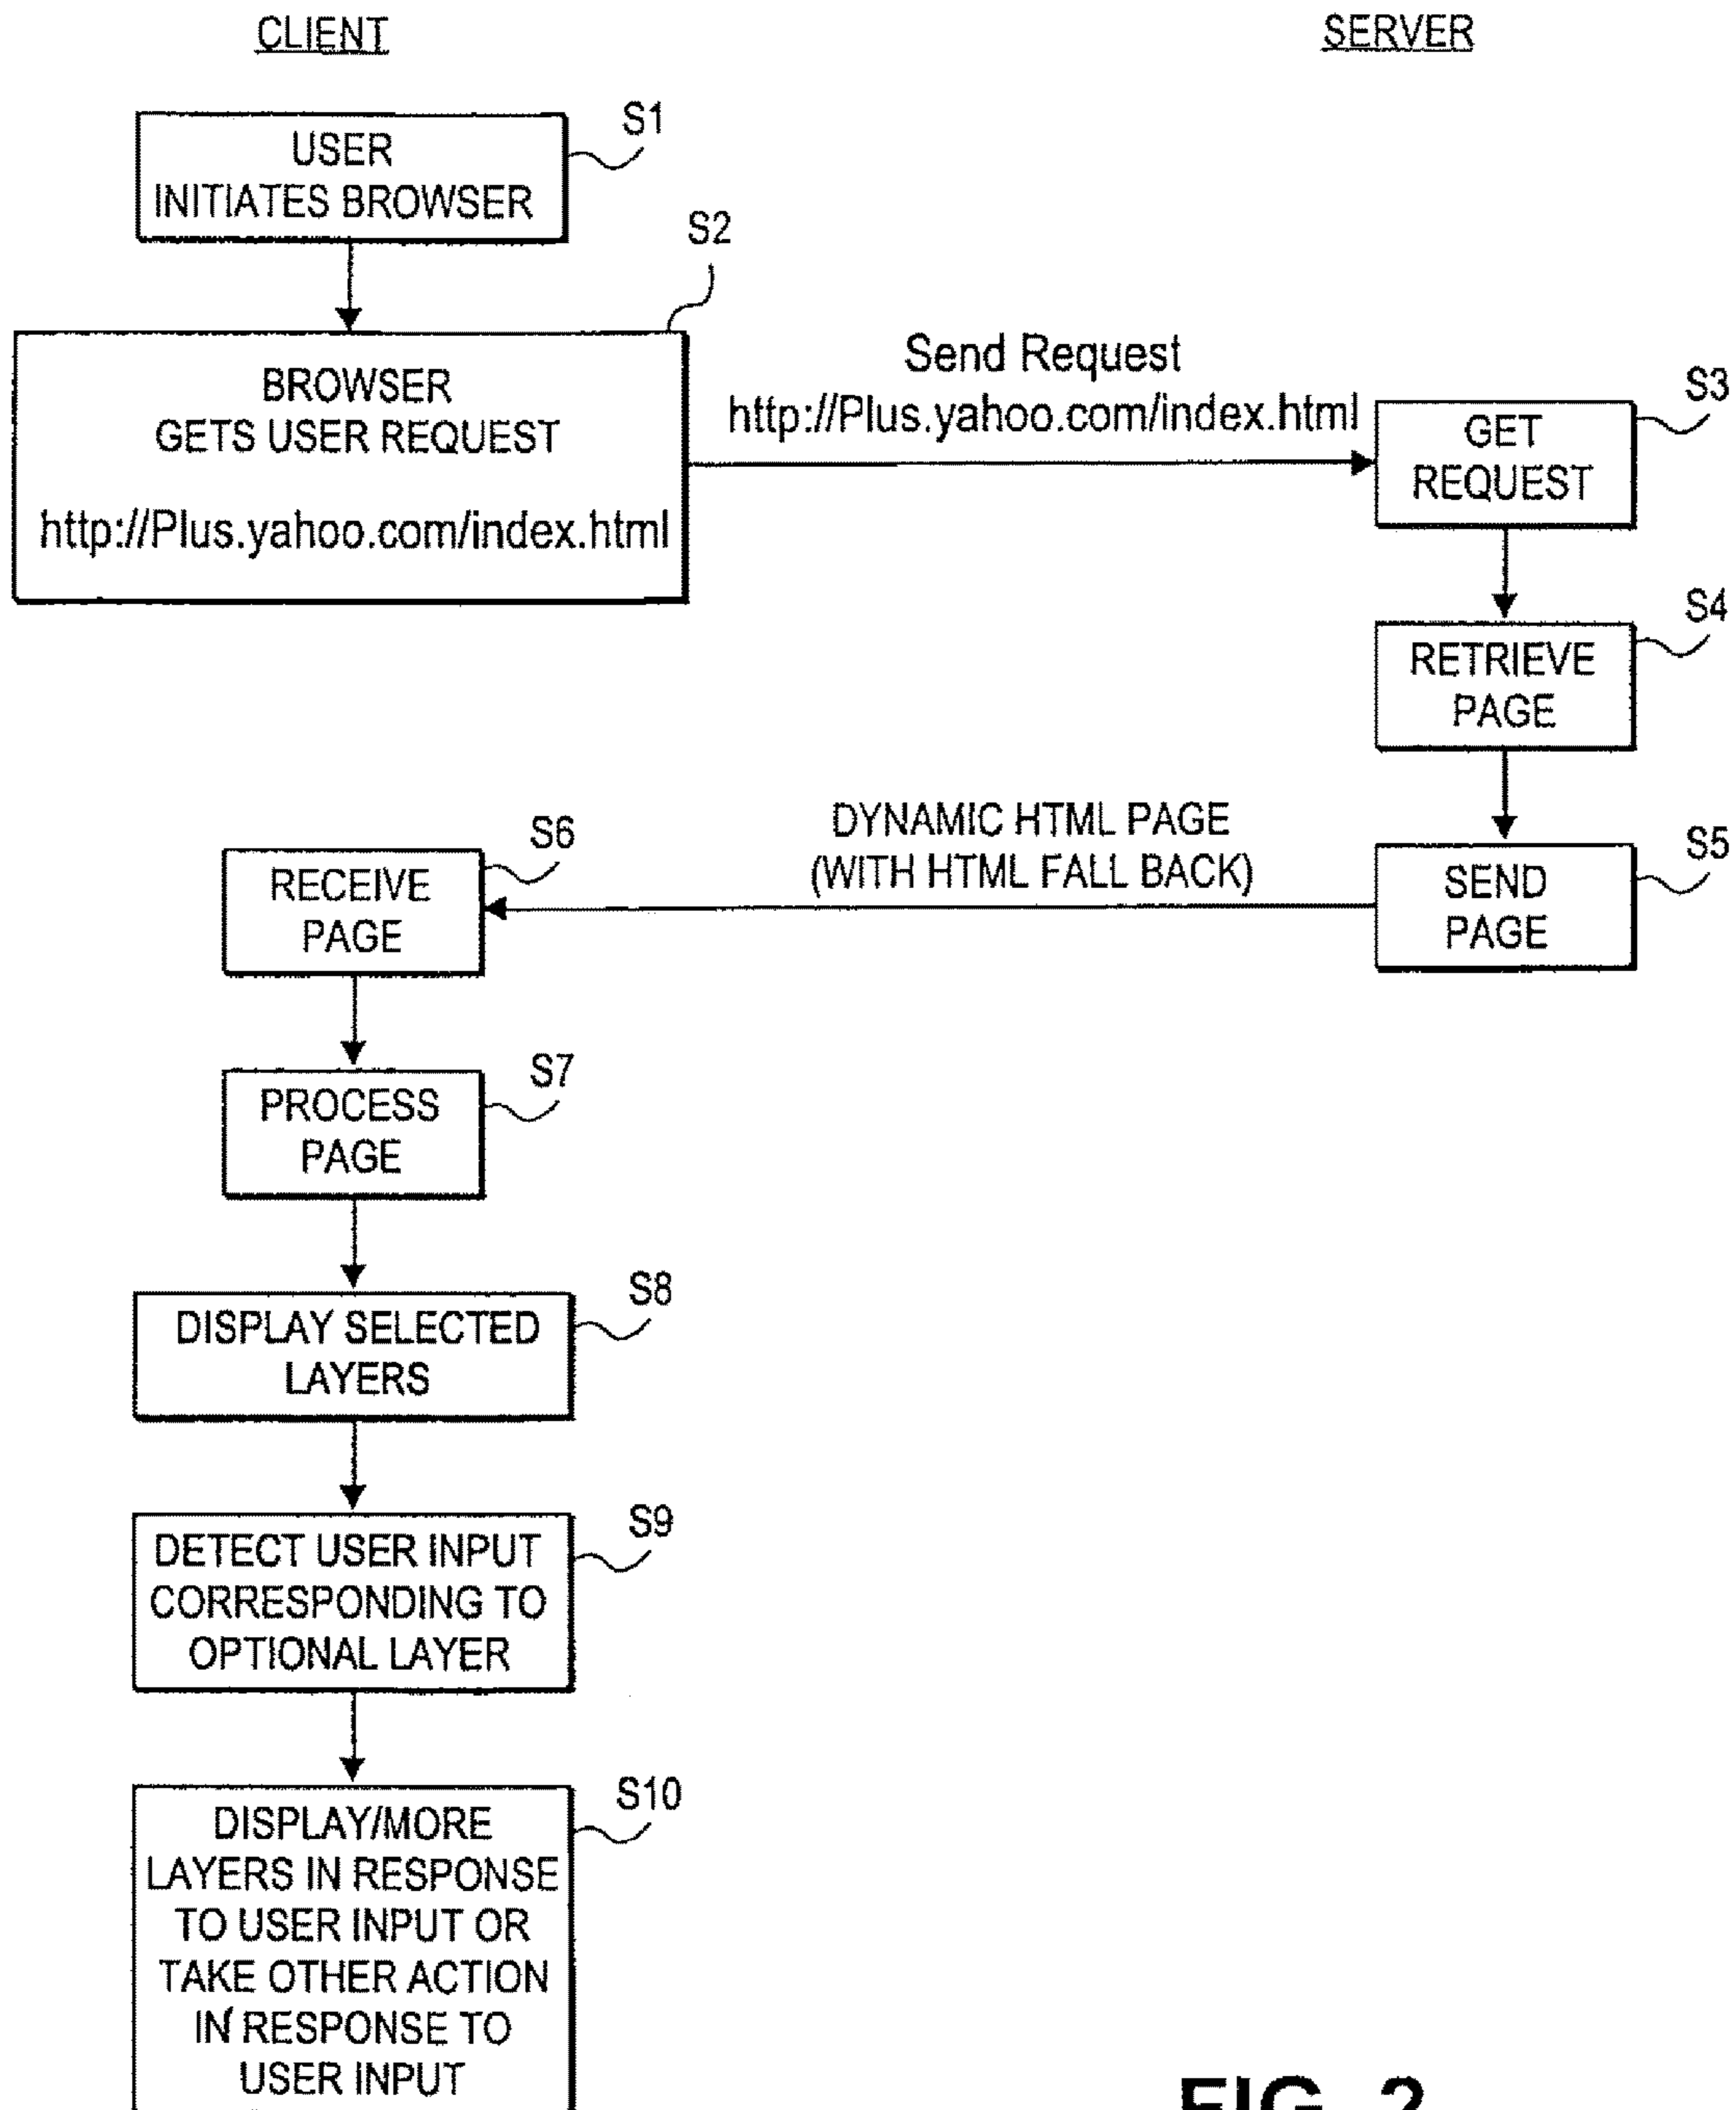 CLIENT
SERVER
S1
USER
INITIATES BROWSER
S2
BROWSER
GETS USER REQUEST
http://Plus.yahoo.com/index.html
Send Request
http://Plus.yahoo.com/index.html
S3
GET
REQUEST
S4
RETRIEVE
PAGE
S5
SEND
PAGE
DYNAMIC HTML PAGE
(WITH HTML FALL BACK)
S6
RECEIVE
PAGE
S7
PROCESS
PAGE
S8
DISPLAY SELECTED
LAYERS
S9
DETECT USER INPUT
CORRESPONDING TO
OPTIONAL LAYER
S10
DISPLAY/MORE
LAYERS IN RESPONSE
TO USER INPUT OR
TAKE OTHER ACTION
IN RESPONSE TO
USER INPUT
FIG. 2